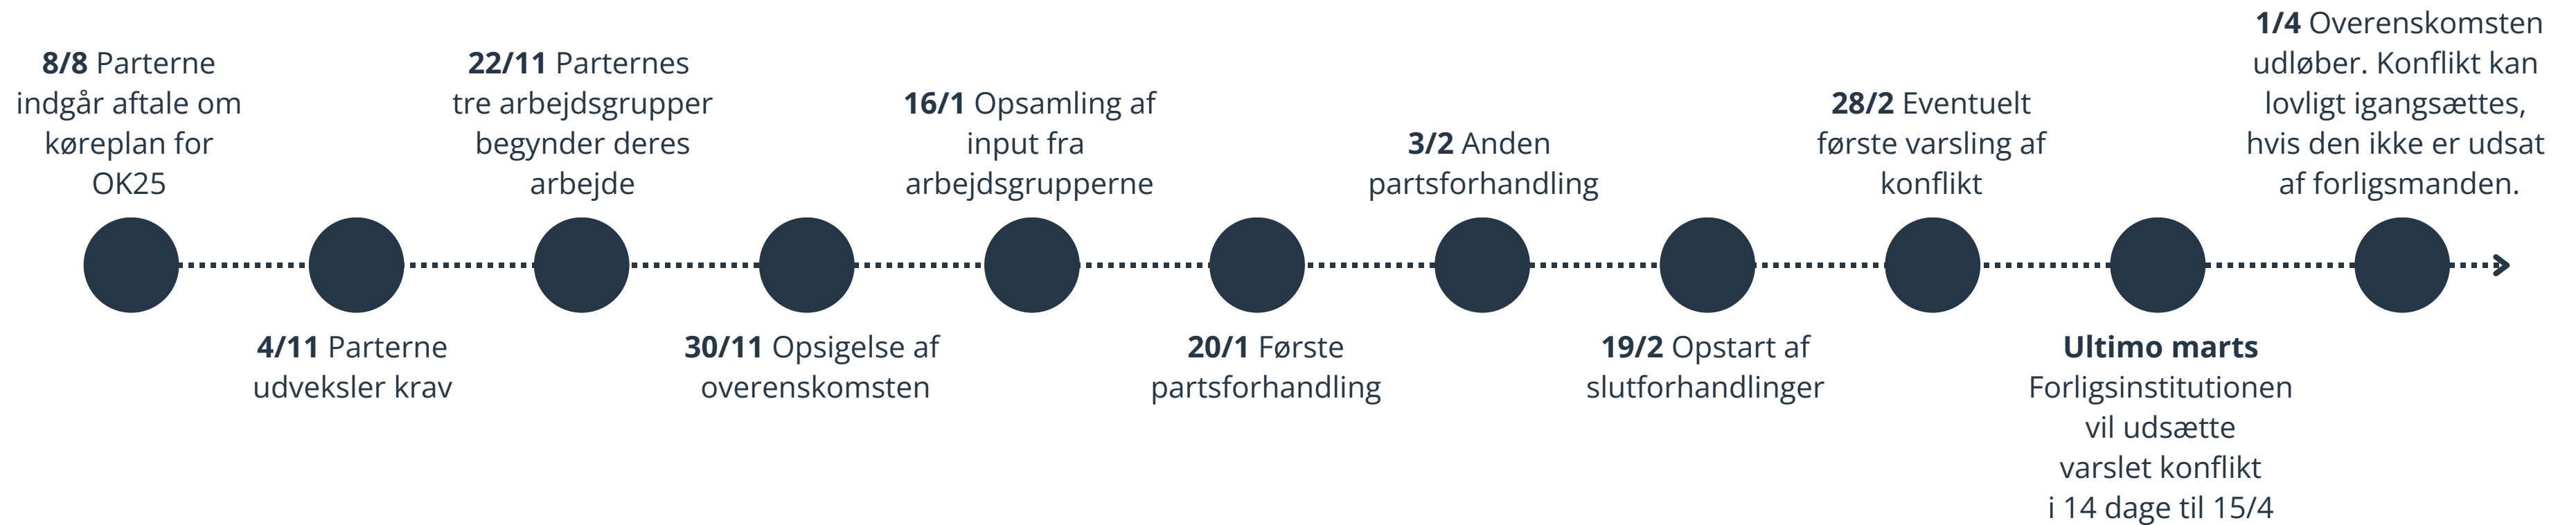 8/8 Parterne
indgår aftale om
køreplan for
OK25
4/11 Parterne
udveksler krav
22/11 Parternes
tre arbejdsgrupper
begynder deres
arbejde
30/11 Opsigelse af
overenskomsten
16/1 Opsamling af
input fra
arbejdsgrupperne
20/1 Første
partsforhandling
3/2 Anden
partsforhandling
19/2 Opstart af
slutforhandlinger
28/2 Eventuelt
første varsling af
konflikt
Ultimo marts
Forligsinstitutionen
vil udsætte
varslet konflikt
i 14 dage til 15/4
1/4 Overenskomsten
udløber. Konflikt kan
lovligt igangsættes,
hvis den ikke er udsat
af forligsmanden.